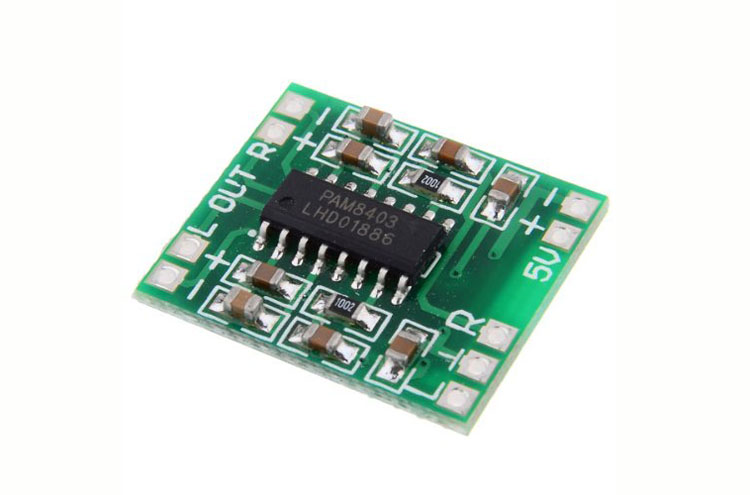 - +
R
OUT
L
+ -
PAM8403
LHD01886
1002
1002
- +
5V
R
⊥
L